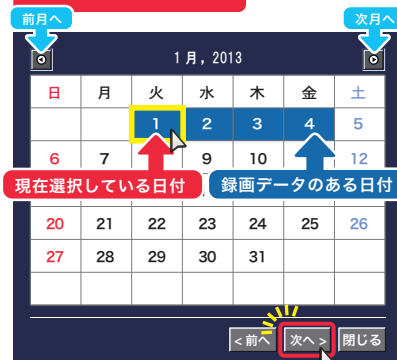 前月へ 次月へ
1月, 2013
日 月 火 水 木 金 土
1 2 3 4 5
6 7 9 10 12
現在選択している日付 録画データのある日付
20 21 22 23 24 25 26
27 28 29 30 31
<前へ 次へ> 閉じる